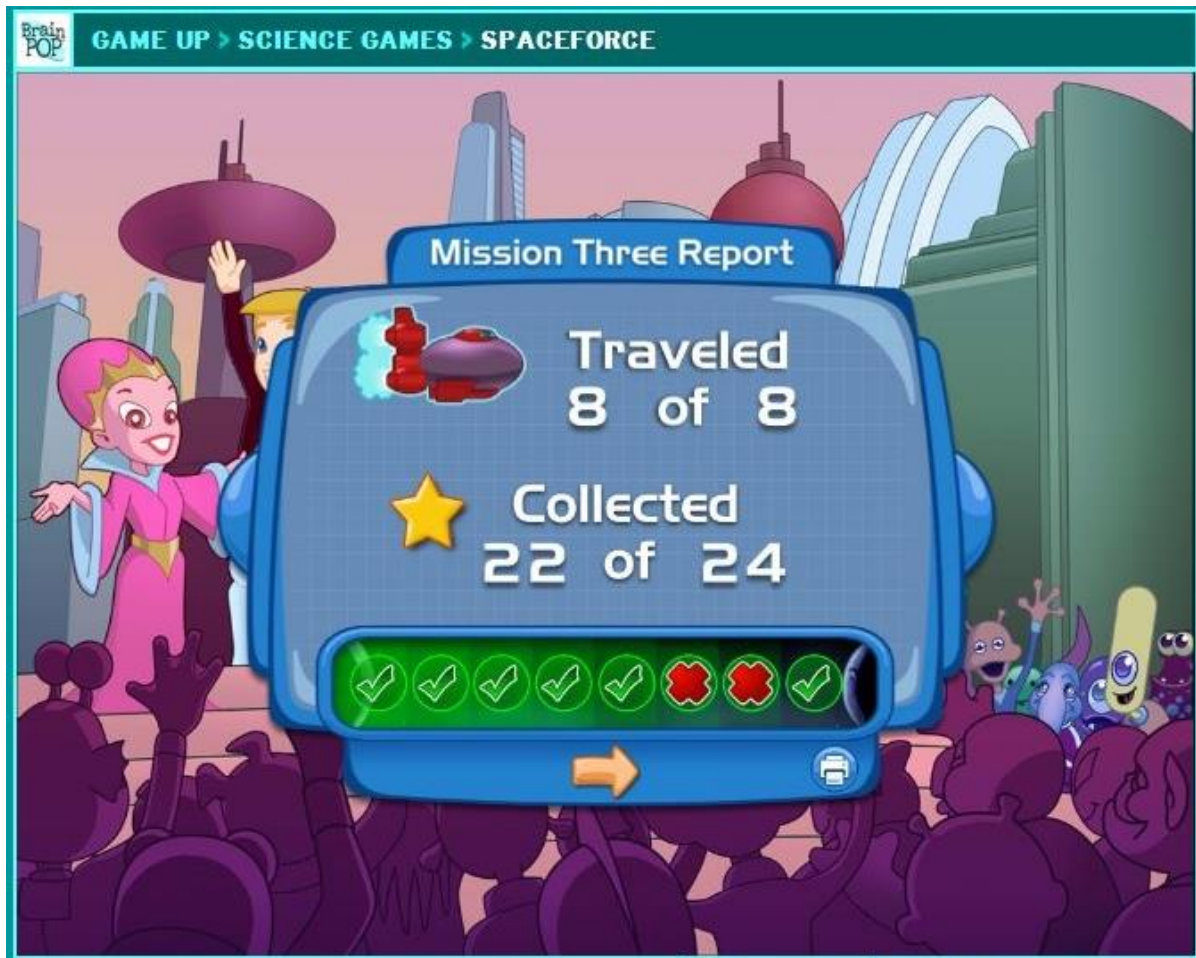 Brain
POP
GAME UP > SCIENCE GAMES > SPACEFORCE
Mission Three Report
Traveled
8 of 8
Collected
22 of 24